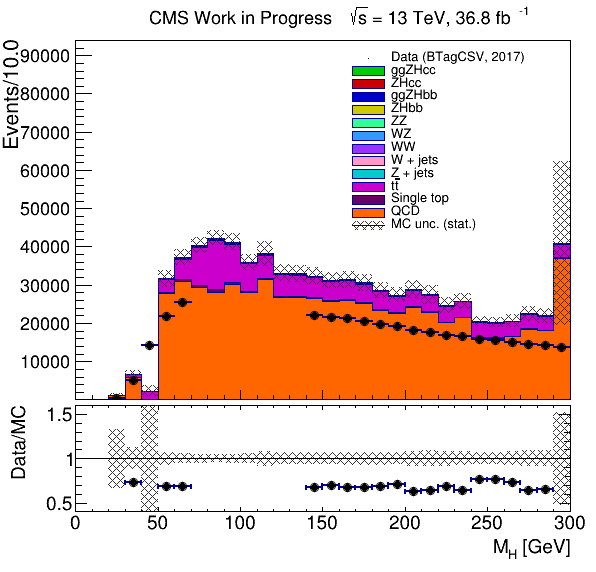 CMS Work in Progress √s = 13 TeV, 36.8 fb⁻¹
Events/10.0
90000
80000
70000
60000
50000
40000
30000
20000
10000
Data (BTagCSV, 2017)
ggZHcc
ZHcc
ggZHbb
ZHbb
ZZ
WZ
WW
W + jets
Z + jets
tt̄
Single top
QCD
MC unc. (stat.)
Data/MC
1.5
1
0.5
0 50 100 150 200 250 300
M_H [GeV]